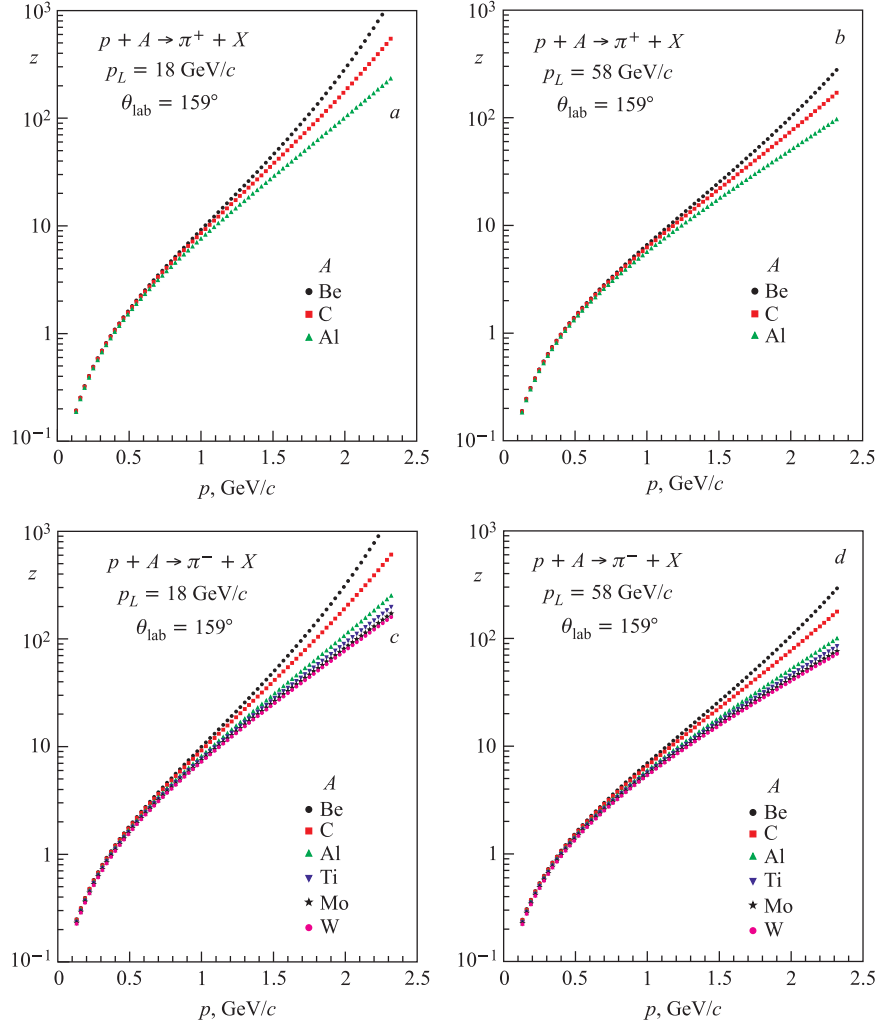 10³
z
p + A → π⁺ + X
p_L = 18 GeV/c
θ_lab = 159°
a
10²
10
1
10⁻¹
A
Be
C
Al
0 0.5 1 1.5 2 2.5
p, GeV/c
10³
z
p + A → π⁺ + X
b
p_L = 58 GeV/c
θ_lab = 159°
10²
10
1
10⁻¹
A
Be
C
Al
0 0.5 1 1.5 2 2.5
p, GeV/c
10³
z
p + A → π⁻ + X
p_L = 18 GeV/c
θ_lab = 159°
c
10²
10
1
10⁻¹
A
Be
C
Al
Ti
Mo
W
0 0.5 1 1.5 2 2.5
p, GeV/c
10³
z
p + A → π⁻ + X
d
p_L = 58 GeV/c
θ_lab = 159°
10²
10
1
10⁻¹
A
Be
C
Al
Ti
Mo
W
0 0.5 1 1.5 2 2.5
p, GeV/c